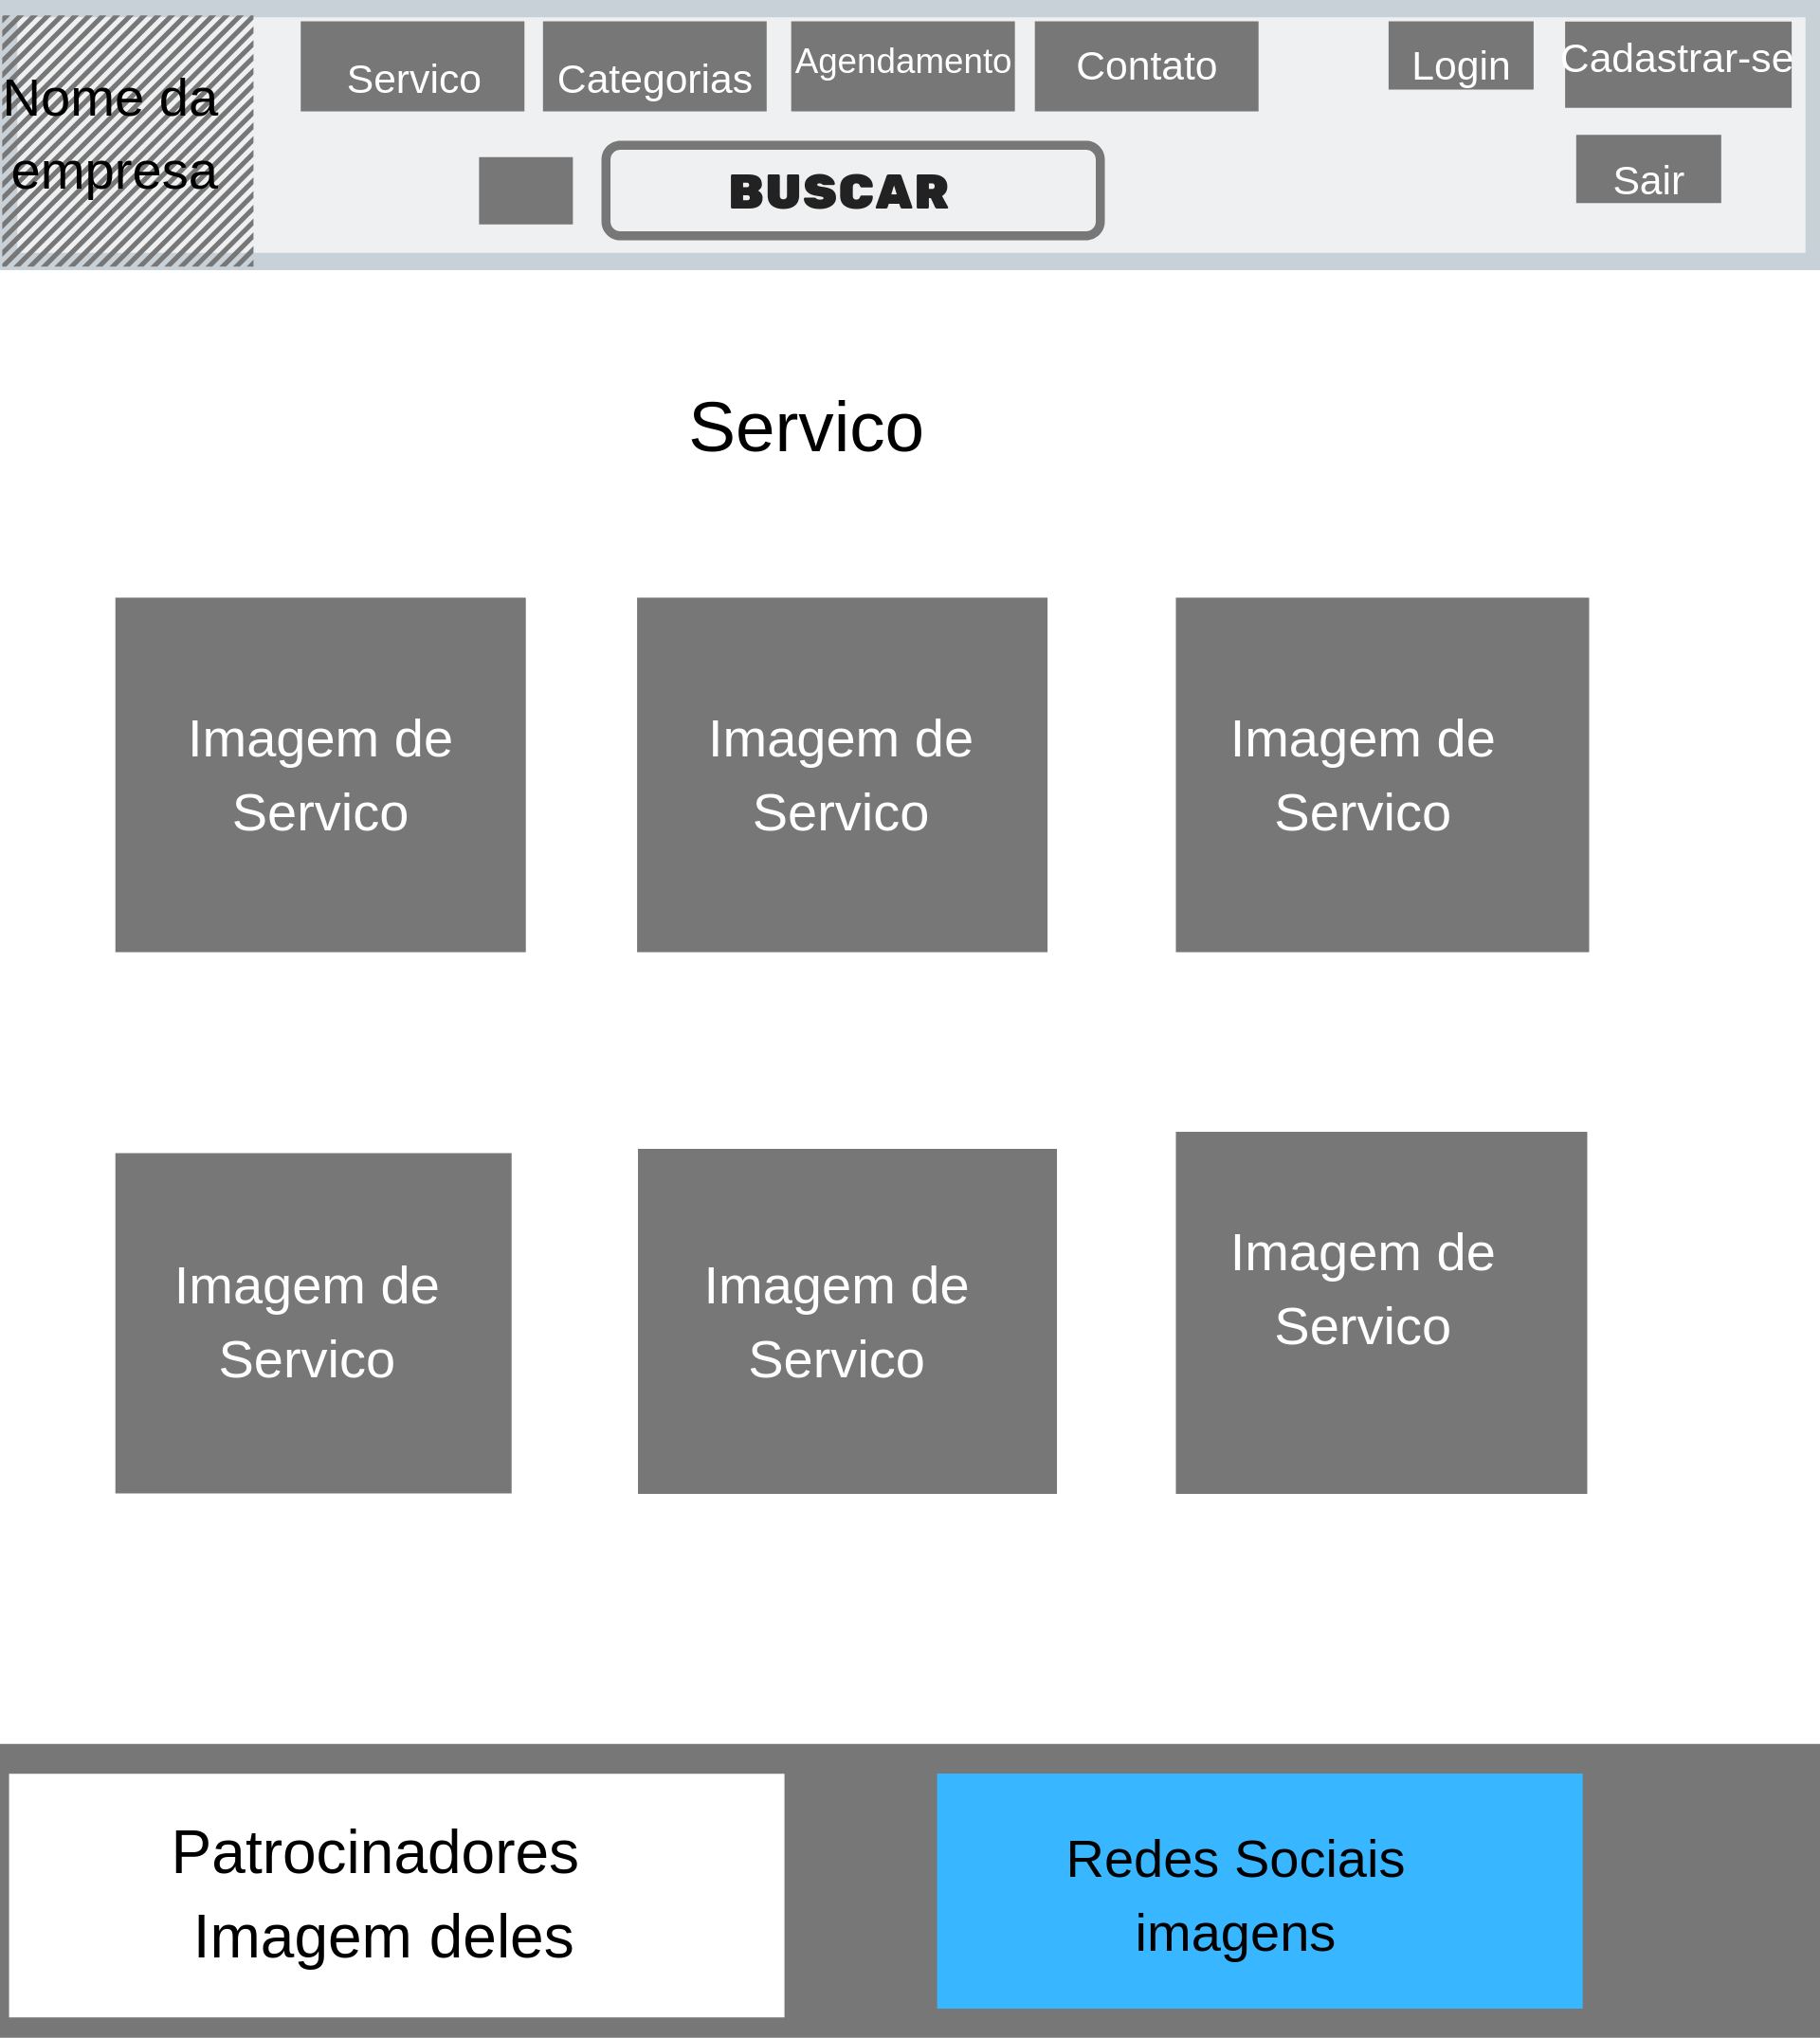 Nome da
empresa
Servico
Categorias
Agendamento
Contato
Login
Cadastrar-se
BUSCAR
Sair
Servico
Imagem de
Servico
Imagem de
Servico
Imagem de
Servico
Imagem de
Servico
Imagem de
Servico
Imagem de
Servico
Patrocinadores
Imagem deles
Redes Sociais
imagens